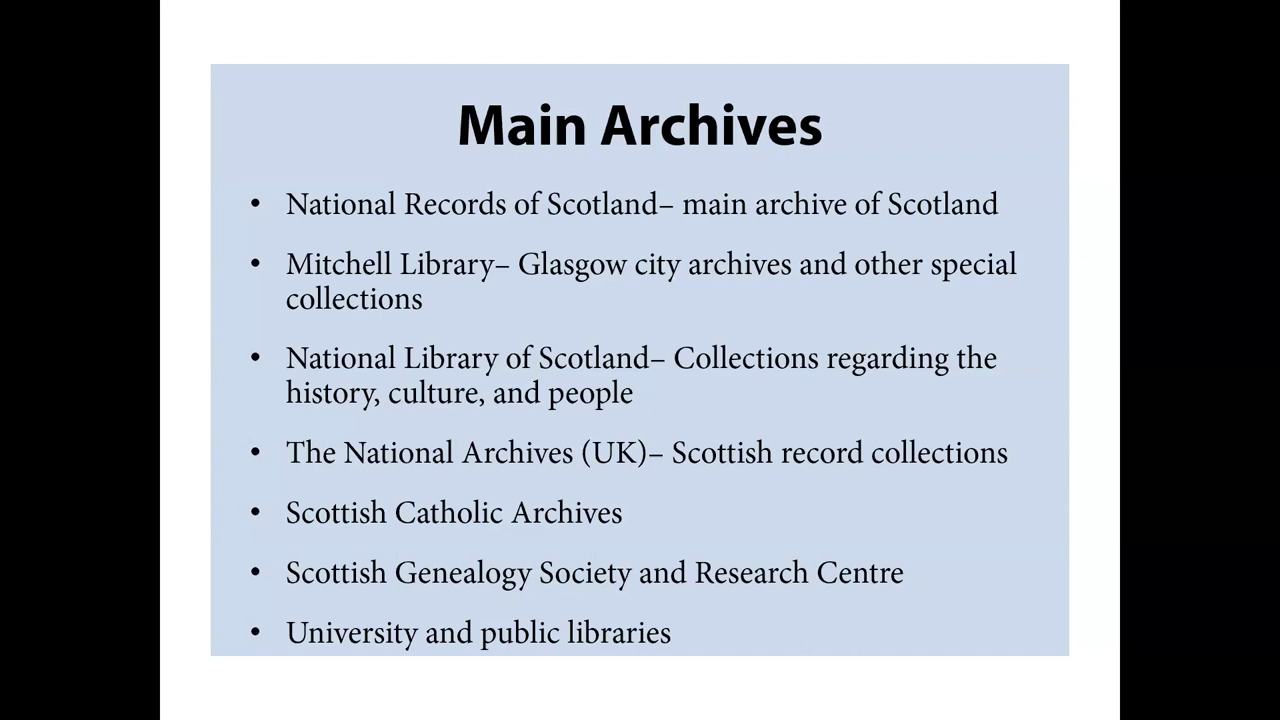 Main Archives
• National Records of Scotland– main archive of Scotland
• Mitchell Library– Glasgow city archives and other special
collections
• National Library of Scotland– Collections regarding the
history, culture, and people
• The National Archives (UK)– Scottish record collections
• Scottish Catholic Archives
• Scottish Genealogy Society and Research Centre
• University and public libraries